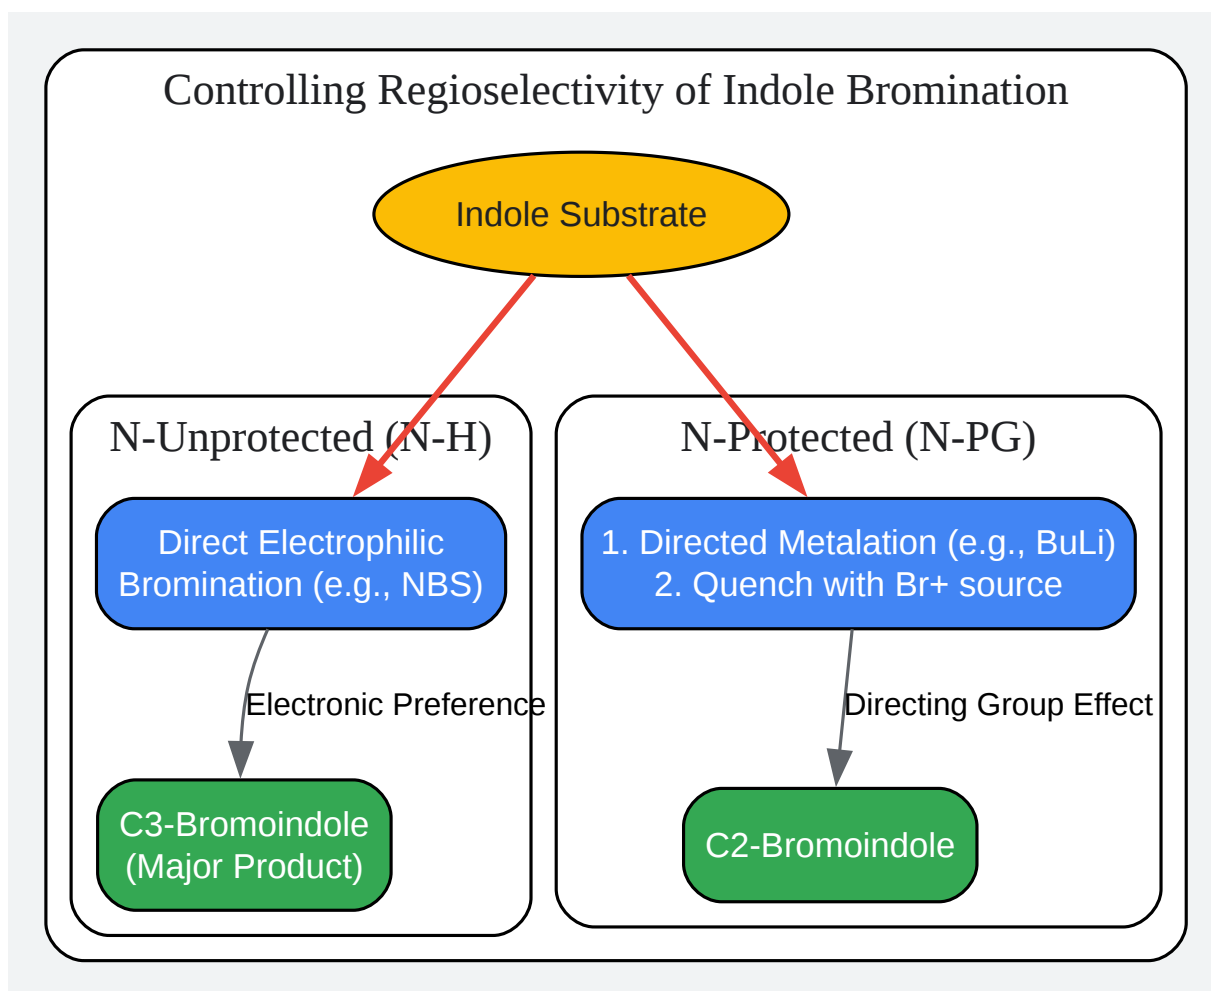 Controlling Regioselectivity of Indole Bromination
Indole Substrate
N-Unprotected (N-H)
Direct Electrophilic
Bromination (e.g., NBS)
Electronic Preference
C3-Bromoindole
(Major Product)
N-Protected (N-PG)
1. Directed Metalation (e.g., BuLi)
2. Quench with Br+ source
Directing Group Effect
C2-Bromoindole